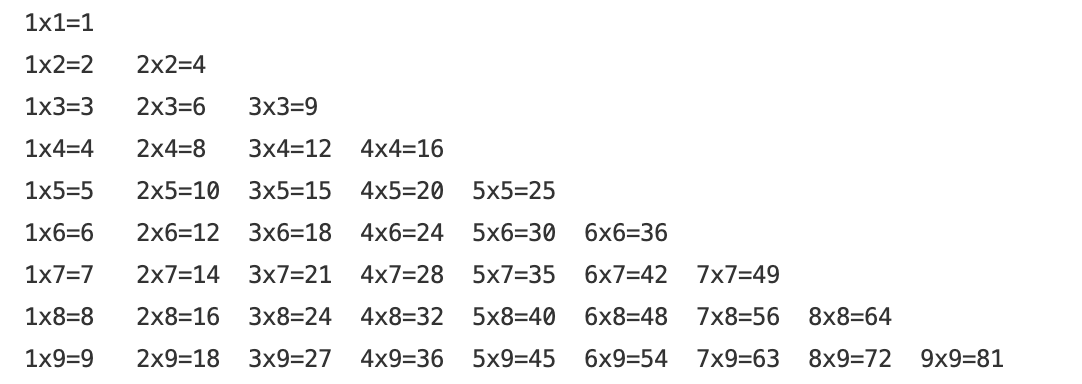 1x1=1
1x2=2 2x2=4
1x3=3 2x3=6 3x3=9
1x4=4 2x4=8 3x4=12 4x4=16
1x5=5 2x5=10 3x5=15 4x5=20 5x5=25
1x6=6 2x6=12 3x6=18 4x6=24 5x6=30 6x6=36
1x7=7 2x7=14 3x7=21 4x7=28 5x7=35 6x7=42 7x7=49
1x8=8 2x8=16 3x8=24 4x8=32 5x8=40 6x8=48 7x8=56 8x8=64
1x9=9 2x9=18 3x9=27 4x9=36 5x9=45 6x9=54 7x9=63 8x9=72 9x9=81